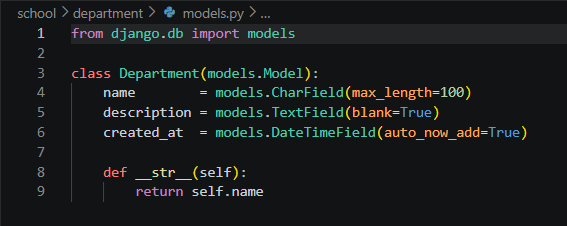 school > department > models.py > ...
1 from django.db import models
2
3 class Department(models.Model):
4     name        = models.CharField(max_length=100)
5     description = models.TextField(blank=True)
6     created_at  = models.DateTimeField(auto_now_add=True)
7
8     def __str__(self):
9         return self.name